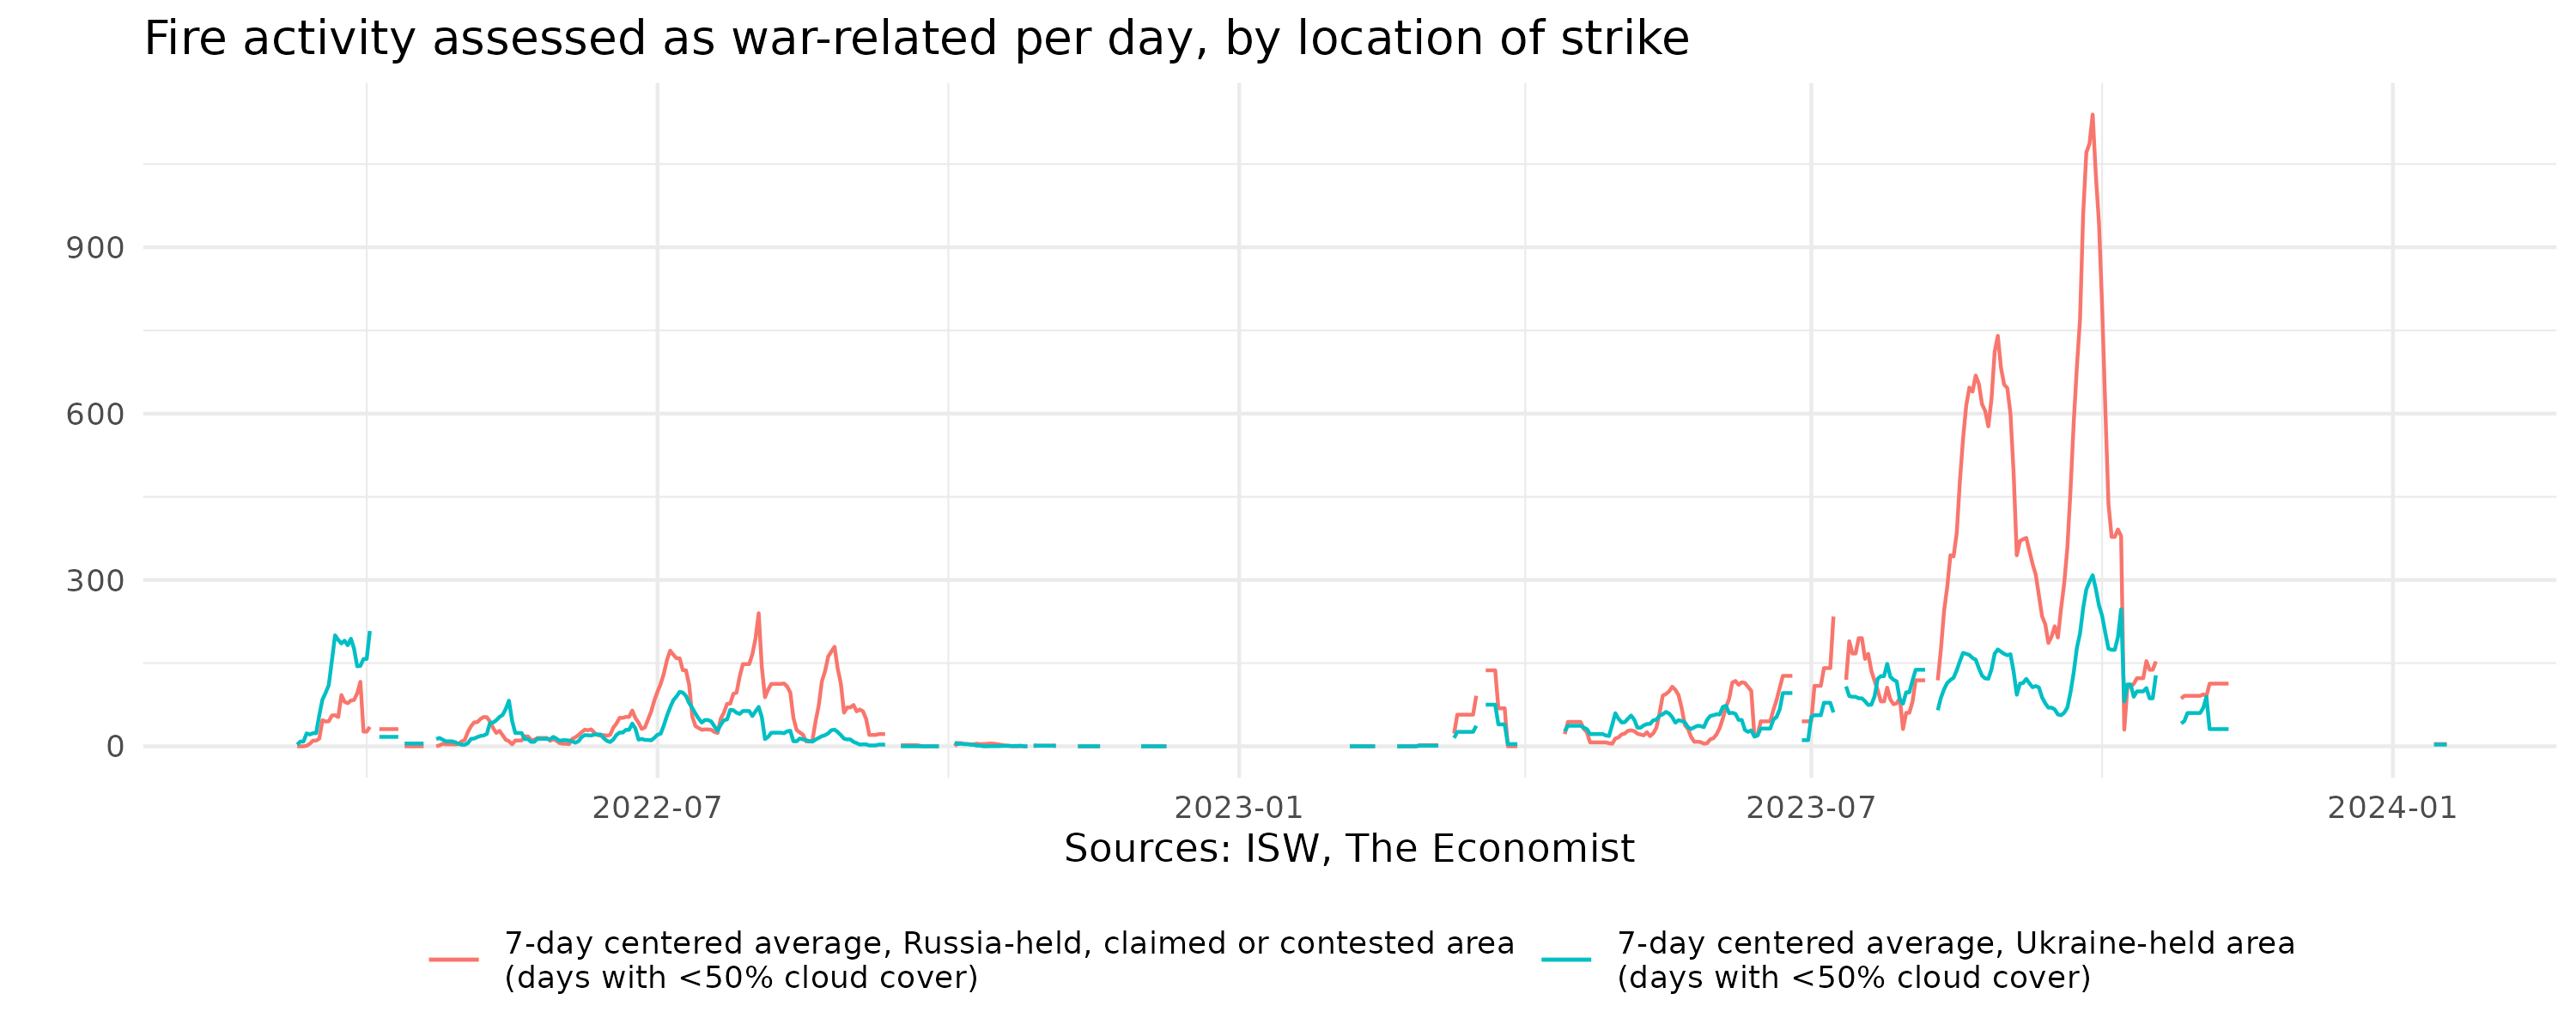 Fire activity assessed as war-related per day, by location of strike
900
600
300
0
2022-07
2023-01
2023-07
2024-01
Sources: ISW, The Economist
7-day centered average, Russia-held, claimed or contested area
(days with <50% cloud cover)
7-day centered average, Ukraine-held area
(days with <50% cloud cover)